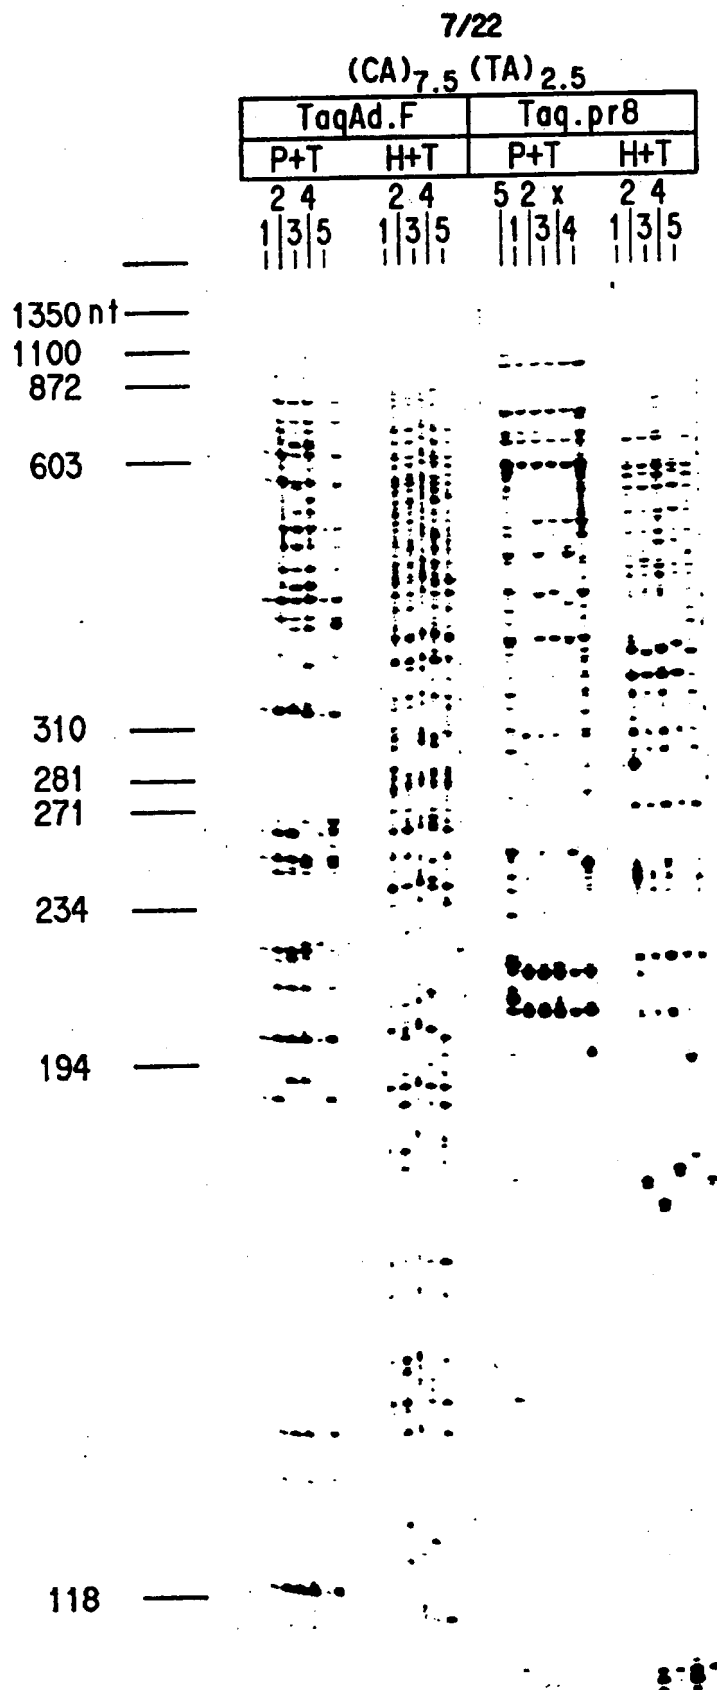 7/22
(CA)7.5 (TA)2.5
TaqAd.F Taq.pr8
P+T H+T P+T H+T
2 4 2 4 5 2 x 2 4
1 3 5 1 3 5 1 3 4 1 3 5
1350 nt
1100
872
603
310
281
271
234
194
118